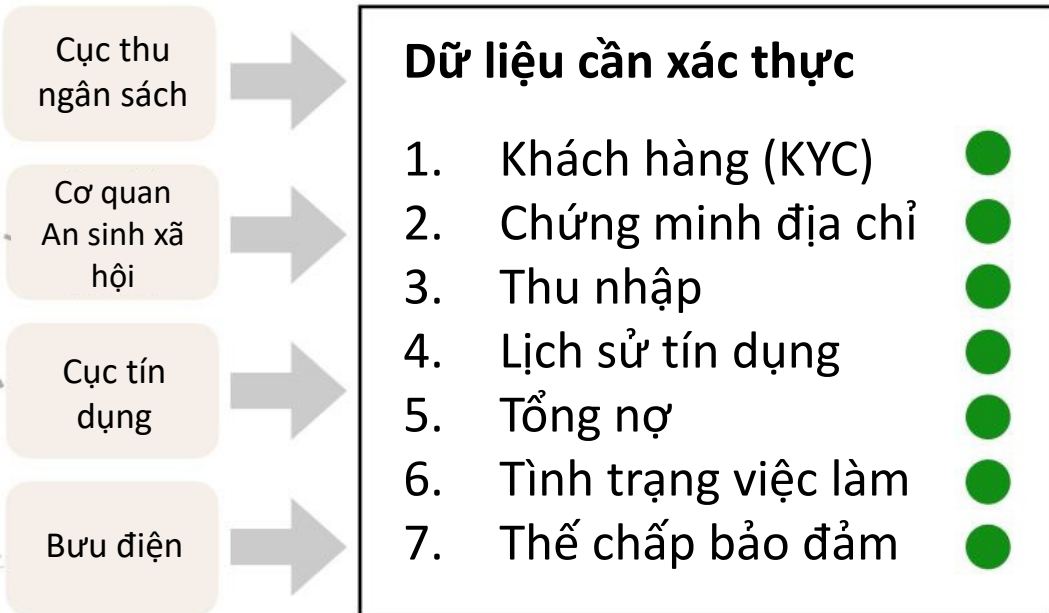 Cục thu
ngân sách
Cơ quan
An sinh xã
hội
Cục tín
dụng
Bưu điện
Dữ liệu cần xác thực
1. Khách hàng (KYC)
2. Chứng minh địa chỉ
3. Thu nhập
4. Lịch sử tín dụng
5. Tổng nợ
6. Tình trạng việc làm
7. Thế chấp bảo đảm